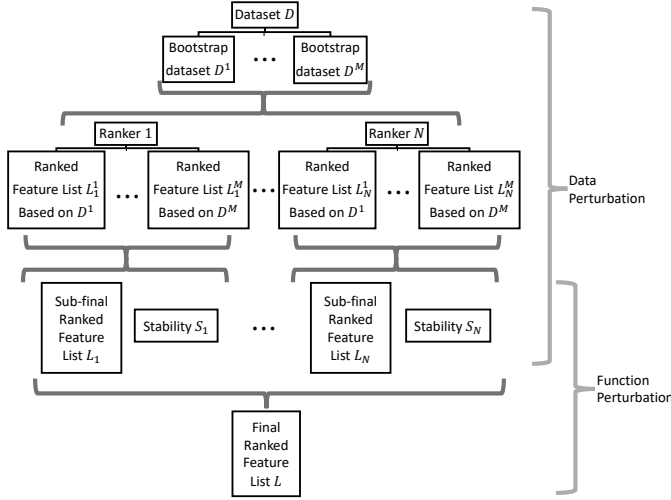 Dataset D
Bootstrap
dataset D^1
...
Bootstrap
dataset D^M
Ranker 1
Ranker N
Ranked
Feature List L_1^1
Based on D^1
...
Ranked
Feature List L_1^M
Based on D^M
...
Ranked
Feature List L_N^1
Based on D^1
...
Ranked
Feature List L_N^M
Based on D^M
Data
Perturbation
Sub-final
Ranked
Feature
List L_1
Stability S_1
...
Sub-final
Ranked
Feature
List L_N
Stability S_N
Function
Perturbation
Final
Ranked
Feature
List L